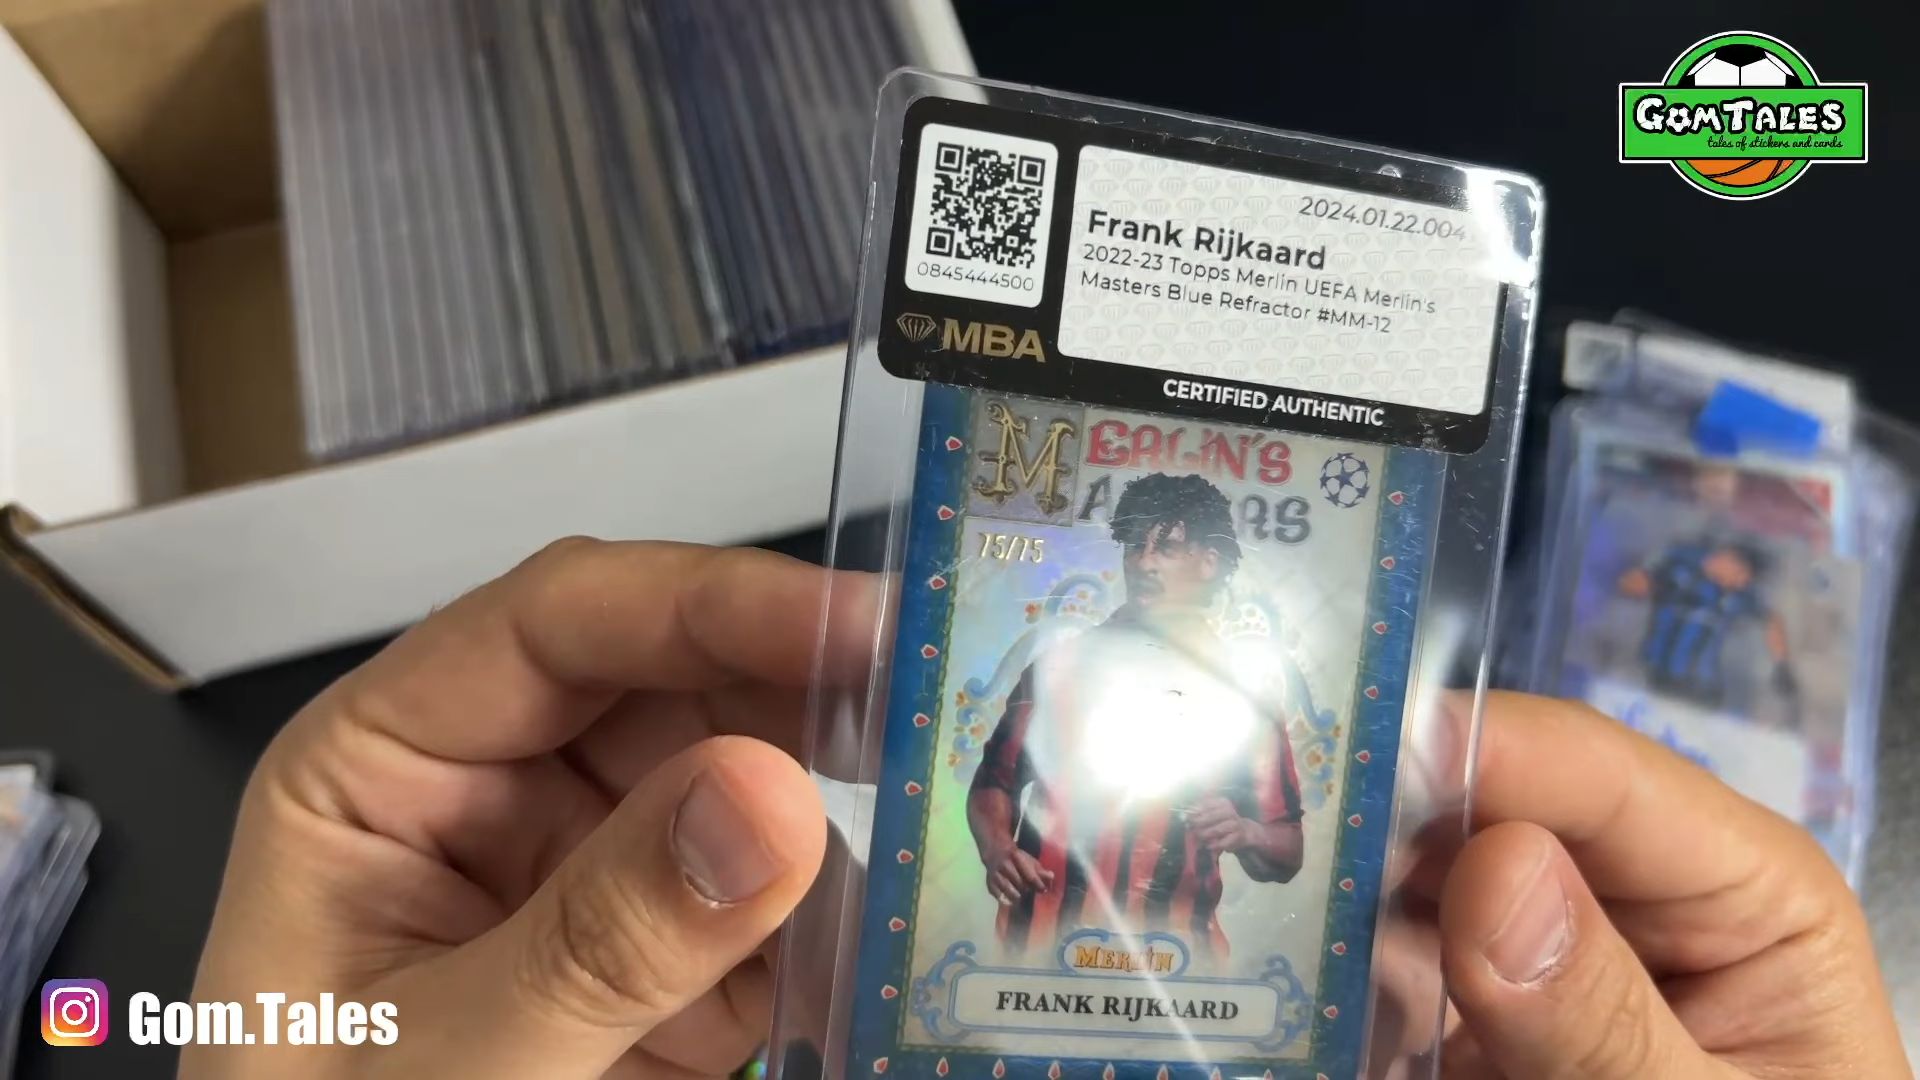 GOMTALES
tales of stickers and cards
2024.01.22.004
Frank Rijkaard
2022-23 Topps Merlin UEFA Merlin's
Masters Blue Refractor #MM-12
0845444500
MBA
CERTIFIED AUTHENTIC
MERLIN'S
75/75
MERLIN
FRANK RIJKAARD
Gom.Tales